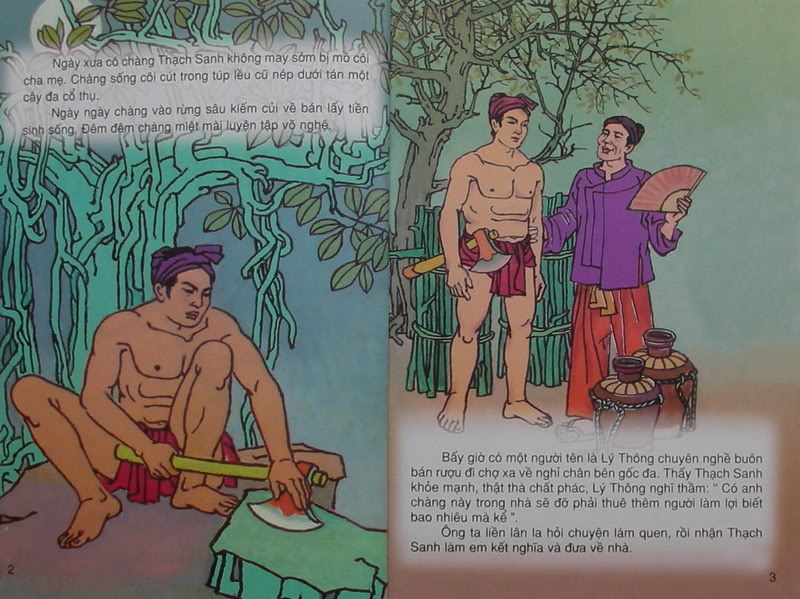 Ngày xưa có chàng Thạch Sanh không may sớm bị mồ côi
cha mẹ. Chàng sống côi cút trong túp lều cũ nép dưới tán một
cây đa cổ thụ.
Ngày ngày chàng vào rừng sâu kiếm củi về bán lấy tiền
sinh sống. Đêm đêm chàng miệt mài luyện tập võ nghệ.
2
Bấy giờ có một người tên là Lý Thông chuyên nghề buôn
bán rượu đi chợ xa về nghỉ chân bên gốc đa. Thấy Thạch Sanh
khỏe mạnh, thật thà chất phác, Lý Thông nghĩ thầm: " Có anh
chàng này trong nhà sẽ đỡ phải thuê thêm người làm lợi biết
bao nhiêu mà kể ".
Ông ta liền lân la hỏi chuyện làm quen, rồi nhận Thạch
Sanh làm em kết nghĩa và đưa về nhà.
3